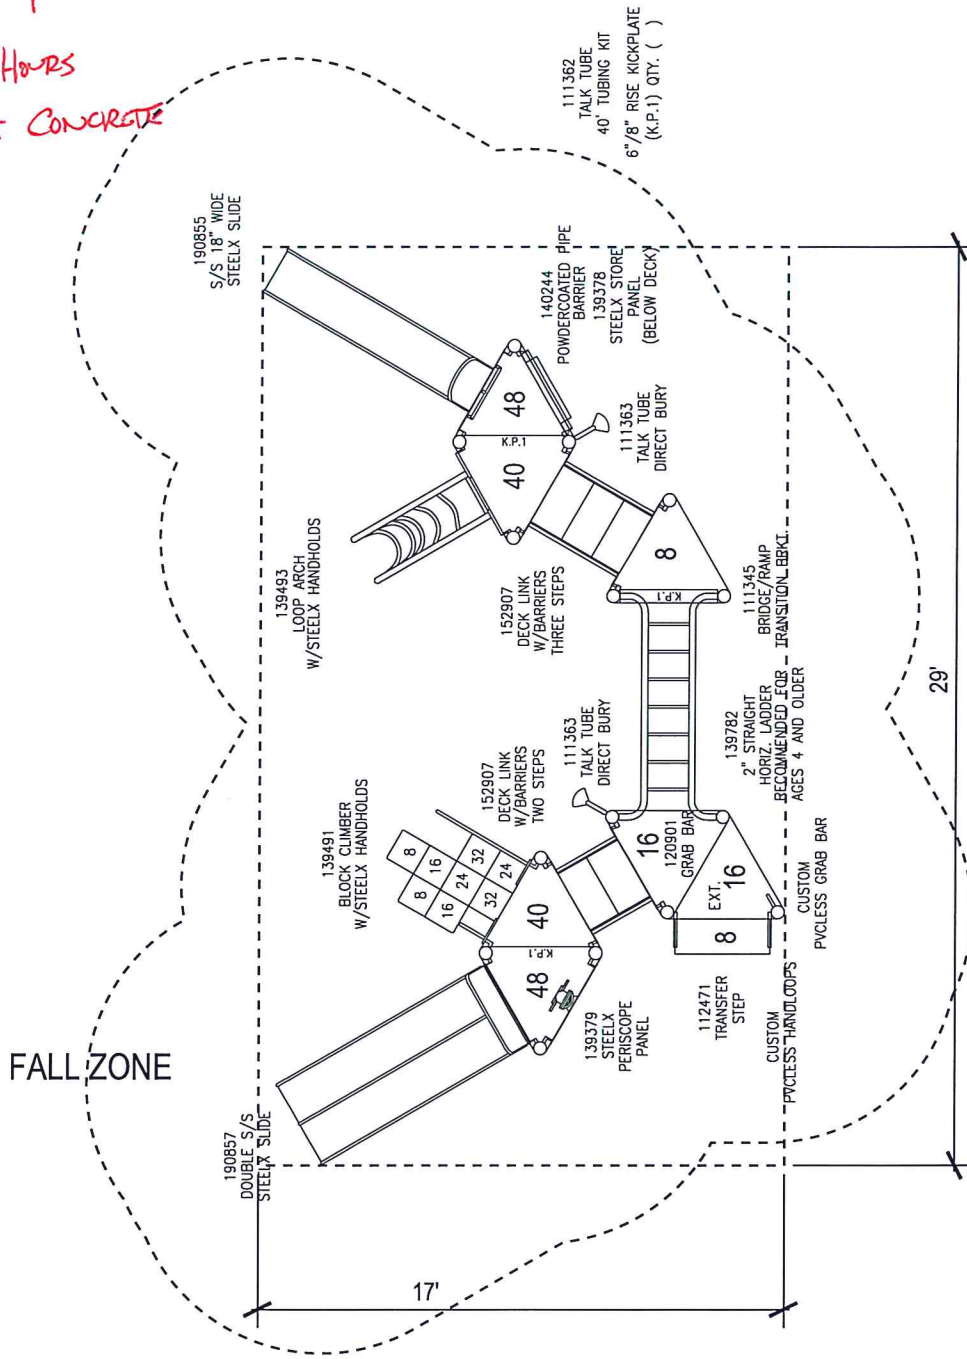 HOURS
CONCRETE
111362
TALK TUBE
40' TUBING KIT
6"/8" RISE KICKPLATE
(K.P.1) QTY. ( )
190855
S/S 18" WIDE
STEELX SLIDE
140244
POWDERCOATED PIPE
BARRIER
139378
STEELX STORE
PANEL
(BELOW DECK)
48
K.P.1
40
111363
TALK TUBE
DIRECT BURY
139493
LOOP ARCH
W/STEELX HANDHOLDS
152907
DECK LINK
W/BARRIERS
THREE STEPS
8
K.P.1
111345
BRIDGE/RAMP
TRANSITION BRKT.
139782
2" STRAIGHT
HORIZ. LADDER
RECOMMENDED FOR
AGES 4 AND OLDER
29'
111363
TALK TUBE
DIRECT BURY
152907
DECK LINK
W/BARRIERS
TWO STEPS
139491
BLOCK CLIMBER
W/STEELX HANDHOLDS
8
16
24
32
24
8
16
32
16
120901
GRAB BAR
EXT.
16
8
CUSTOM
PVCLESS GRAB BAR
40
K.P.1
48
139379
STEELX
PERISCOPE
PANEL
112471
TRANSFER
STEP
CUSTOM
PVCLESS HANDLOOPS
FALL ZONE
190857
DOUBLE S/S
STEELX SLIDE
17'